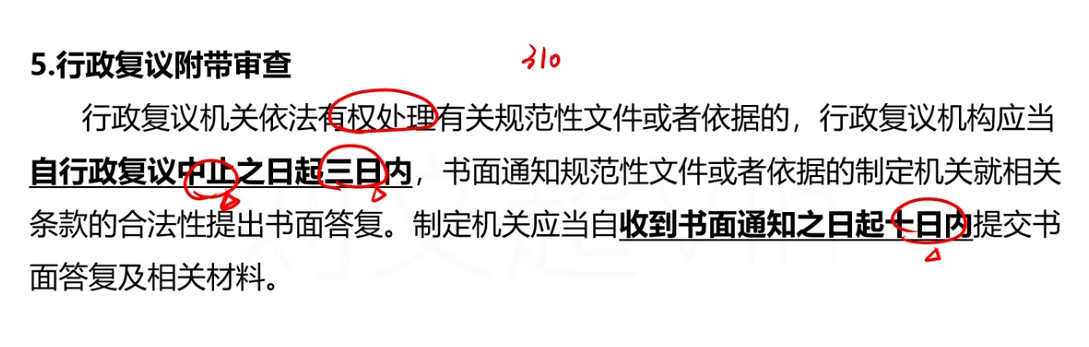 5.行政复议附带审查
310
行政复议机关依法有权处理有关规范性文件或者依据的，行政复议机构应当
自行政复议中止之日起三日内，书面通知规范性文件或者依据的制定机关就相关
条款的合法性提出书面答复。制定机关应当自收到书面通知之日起十日内提交书
面答复及相关材料。